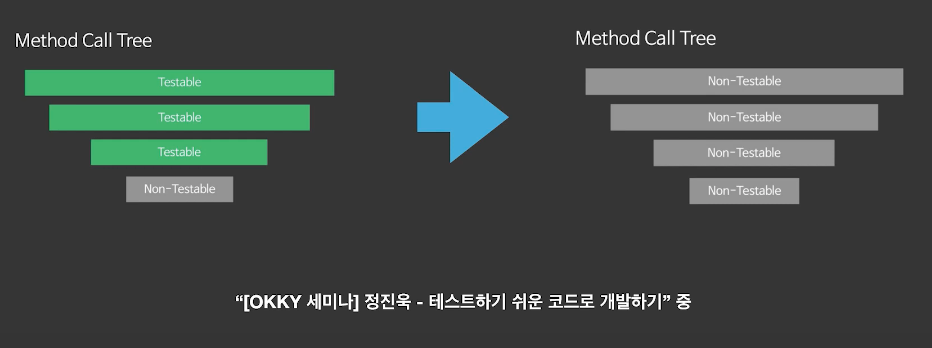 Method Call Tree
Testable
Testable
Testable
Non-Testable
Method Call Tree
Non-Testable
Non-Testable
Non-Testable
Non-Testable
“[OKKY 세미나] 정진욱 - 테스트하기 쉬운 코드로 개발하기” 중